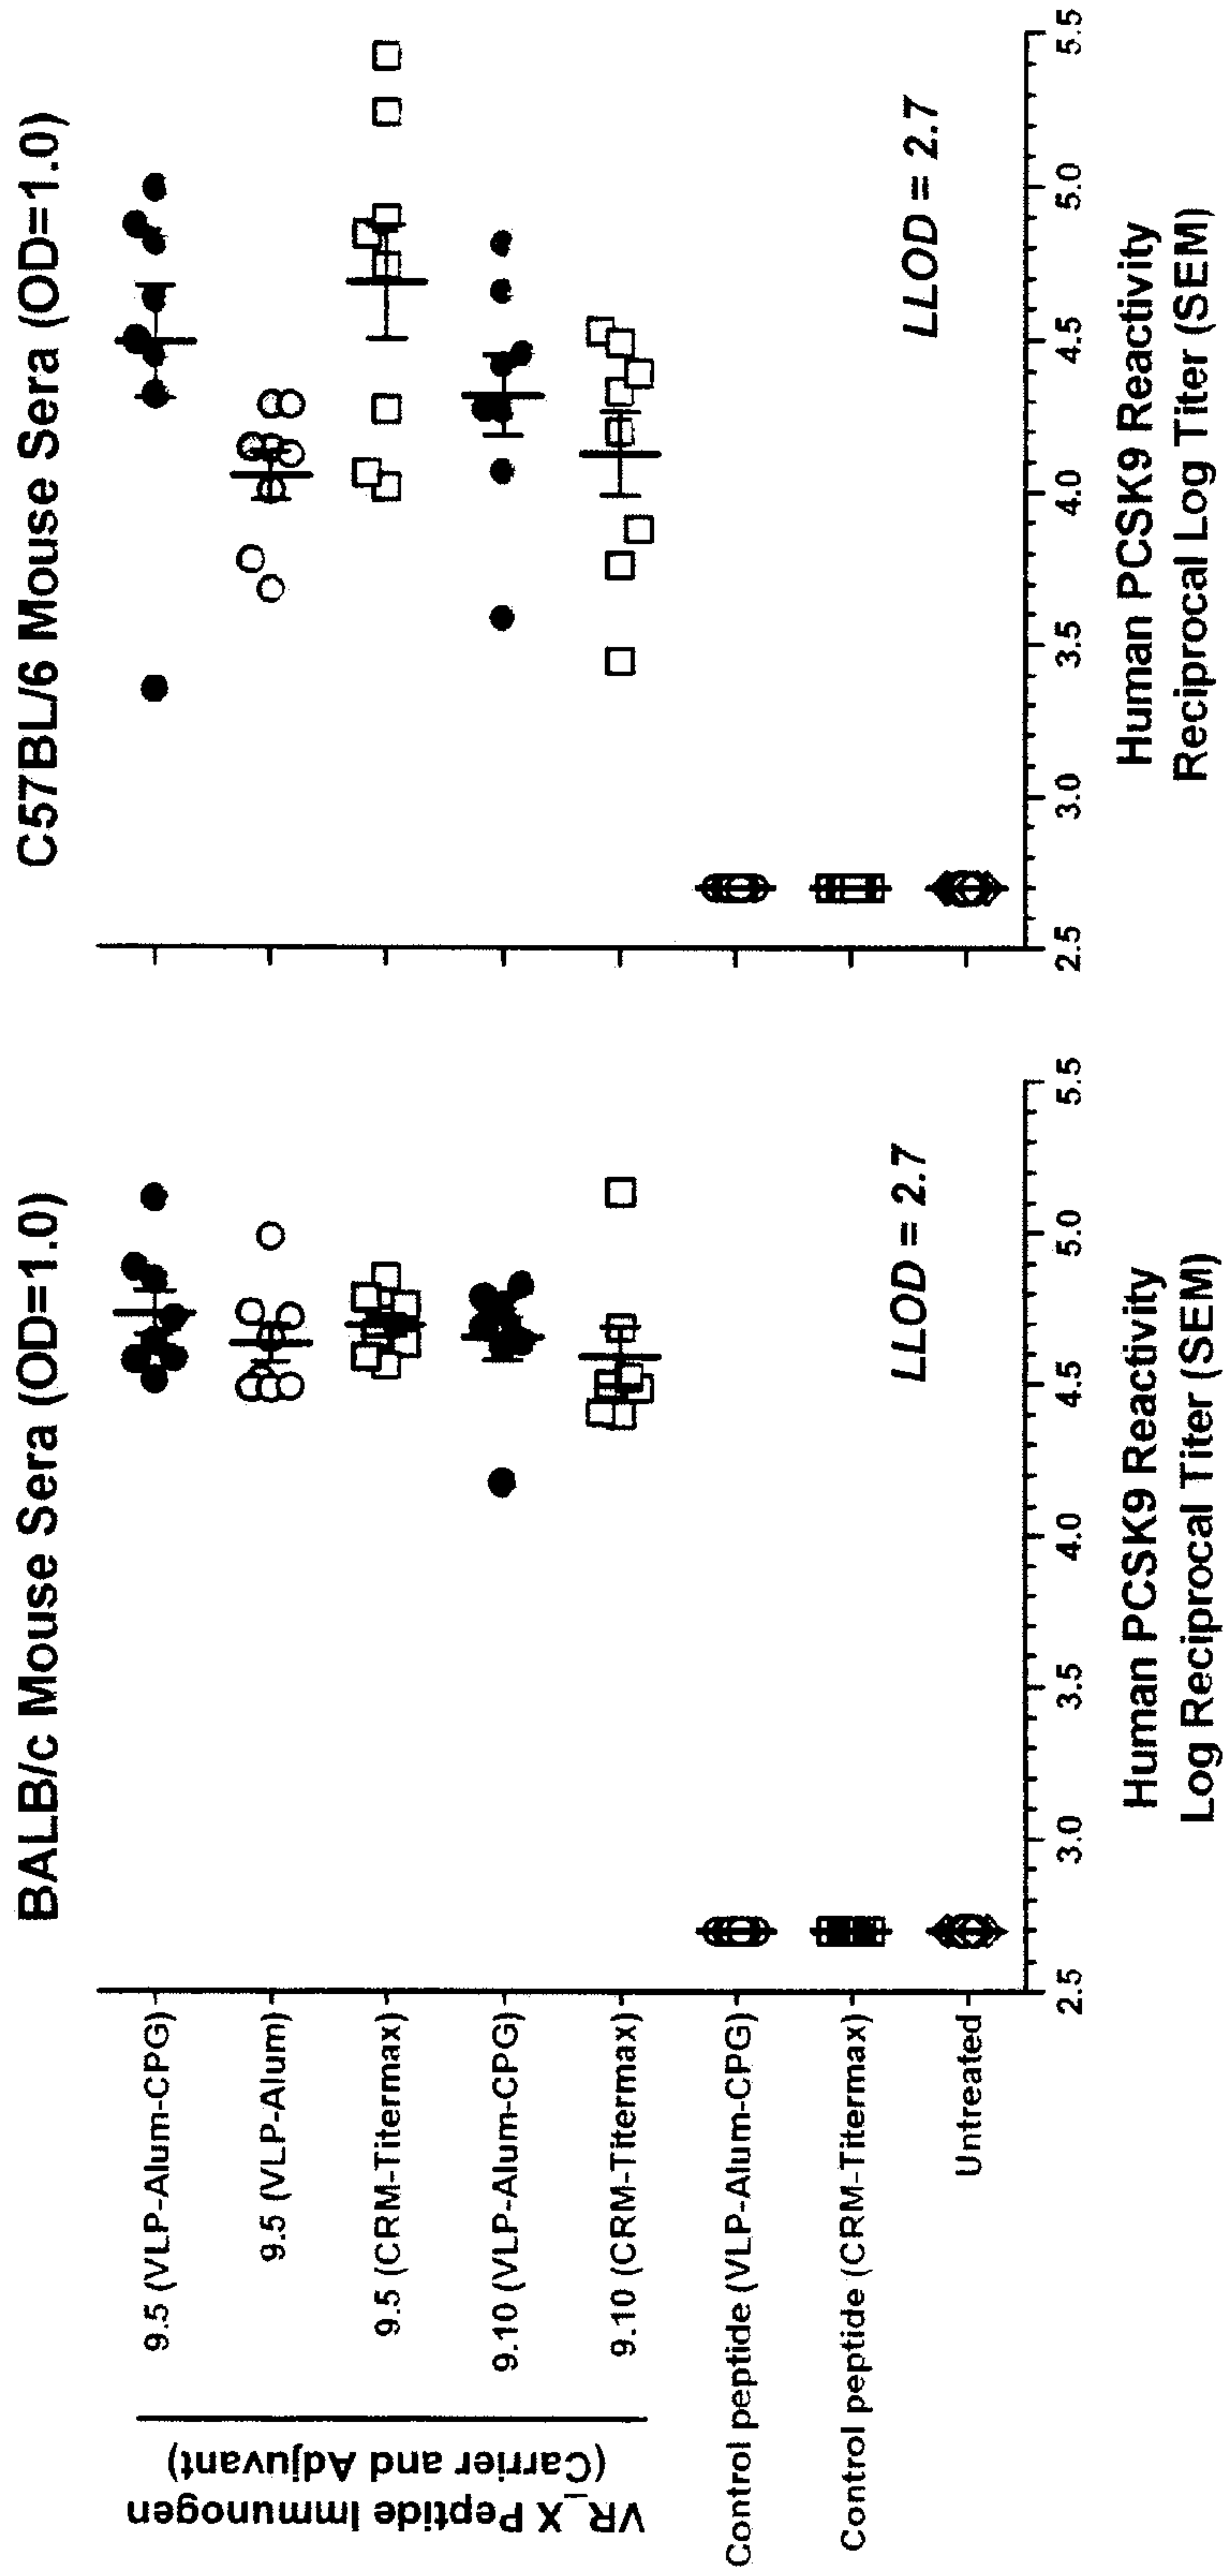 BALB/c Mouse Sera (OD=1.0)
C57BL/6 Mouse Sera (OD=1.0)
VR_X Peptide Immunogen
(Carrier and Adjuvant)
9.5 (VLP-Alum-CPG)
9.5 (VLP-Alum)
9.5 (CRM-Titermax)
9.10 (VLP-Alum-CPG)
9.10 (CRM-Titermax)
Control peptide (VLP-Alum-CPG)
Control peptide (CRM-Titermax)
Untreated
LLOD = 2.7
2.5 3.0 3.5 4.0 4.5 5.0 5.5
Human PCSK9 Reactivity
Log Reciprocal Titer (SEM)
LLOD = 2.7
2.5 3.0 3.5 4.0 4.5 5.0 5.5
Human PCSK9 Reactivity
Reciprocal Log Titer (SEM)